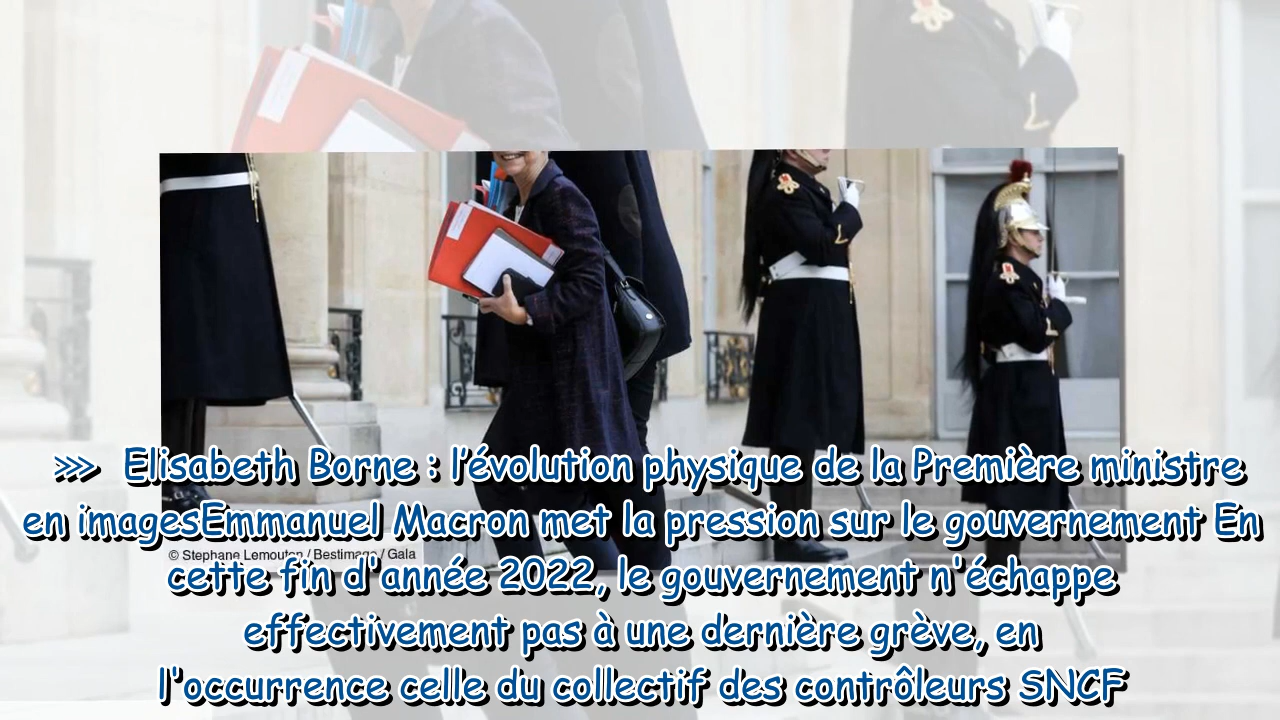 >>> Elisabeth Borne : l’évolution physique de la Première ministre
en imagesEmmanuel Macron met la pression sur le gouvernement En
© Stephane Lemouton / Bestimage / Gala
cette fin d'année 2022, le gouvernement n'échappe
effectivement pas à une dernière grève, en
l'occurrence celle du collectif des contrôleurs SNCF